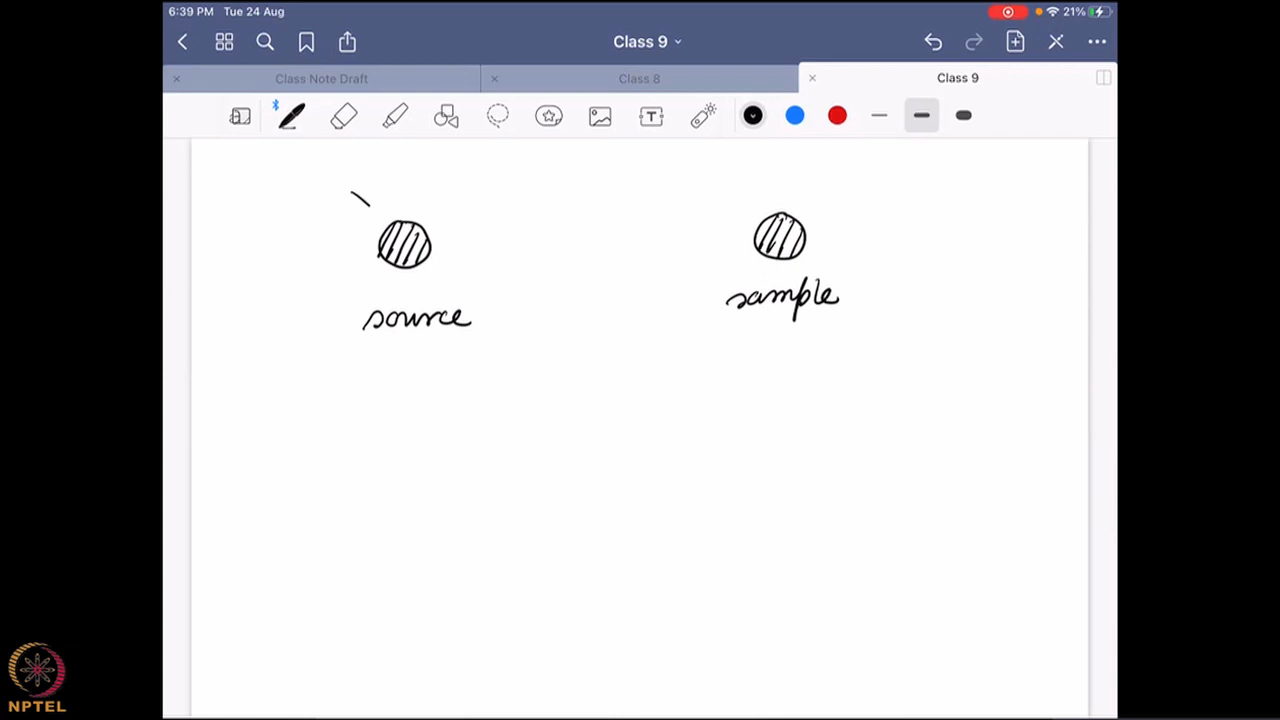 6:39 PM Tue 24 Aug 21%
Class 9
Class Note Draft Class 8 Class 9
T
source sample
NPTEL